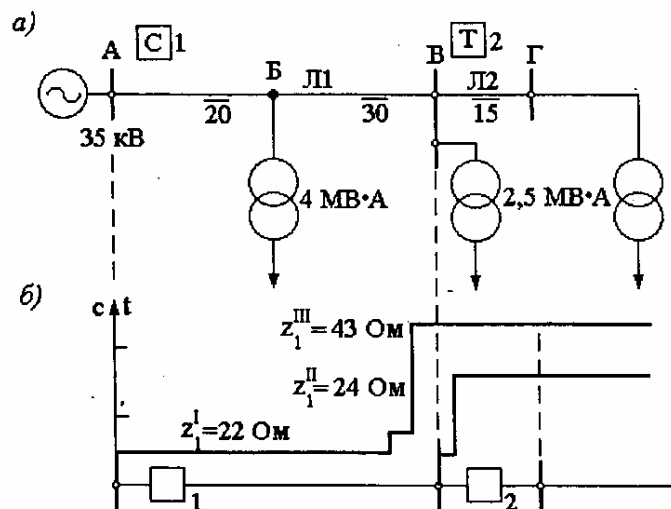 а)
А
С 1
Б
Л1
В
Т 2
Л2
Г
20
30
15
35 кВ
4 МВ•А
2,5 МВ•А
б)
с t
z₁ᴵᴵᴵ=43 Ом
z₁ᴵᴵ=24 Ом
z₁ᴵ=22 Ом
1
2